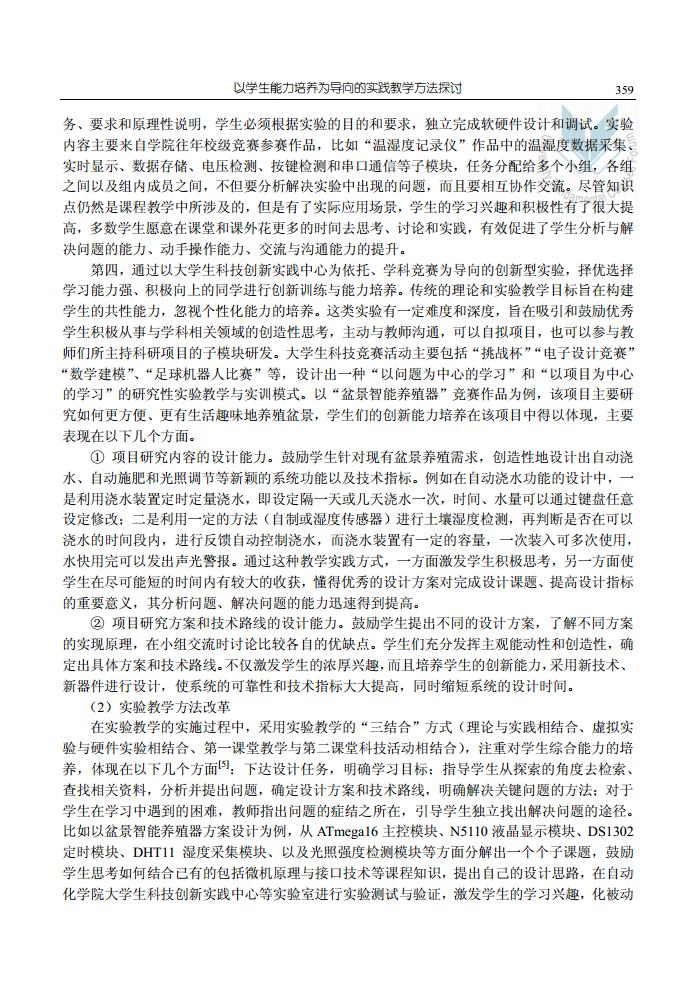 以学生能力培养为导向的实践教学方法探讨 359
务、要求和原理性说明，学生必须根据实验的目的和要求，独立完成软硬件设计和调试。实验
内容主要来自学院往年校级竞赛参赛作品，比如“温湿度记录仪”作品中的温湿度数据采集、
实时显示、数据存储、电压检测、按键检测和串口通信等子模块，任务分配给多个小组，各组
之间以及组内成员之间，不但要分析解决实验中出现的问题，而且要相互协作交流。尽管知识
点仍然是课程教学中所涉及的，但是有了实际应用场景，学生的学习兴趣和积极性有了很大提
高，多数学生愿意在课堂和课外花更多的时间去思考、讨论和实践，有效促进了学生分析与解
决问题的能力、动手操作能力、交流与沟通能力的提升。
第四，通过以大学生科技创新实践中心为依托、学科竞赛为导向的创新型实验，择优选择
学习能力强、积极向上的同学进行创新训练与能力培养。传统的理论和实验教学目标旨在构建
学生的共性能力，忽视个性化能力的培养。这类实验有一定难度和深度，旨在吸引和鼓励优秀
学生积极从事与学科相关领域的创造性思考，主动与教师沟通，可以自拟项目，也可以参与教
师们所主持科研项目的子模块研发。大学生科技竞赛活动主要包括“挑战杯”“电子设计竞赛”
“数学建模”、“足球机器人比赛”等，设计出一种“以问题为中心的学习”和“以项目为中心
的学习”的研究性实验教学与实训模式。以“盆景智能养殖器”竞赛作品为例，该项目主要研
究如何更方便、更有生活趣味地养殖盆景，学生们的创新能力培养在该项目中得以体现，主要
表现在以下几个方面。
① 项目研究内容的设计能力。鼓励学生针对现有盆景养殖需求，创造性地设计出自动浇
水、自动施肥和光照调节等新颖的系统功能以及技术指标。例如在自动浇水功能的设计中，一
是利用浇水装置定时定量浇水，即设定隔一天或几天浇水一次，时间、水量可以通过键盘任意
设定修改；二是利用一定的方法（自制或湿度传感器）进行土壤湿度检测，再判断是否在可以
浇水的时间段内，进行反馈自动控制浇水，而浇水装置有一定的容量，一次装入可多次使用，
水快用完可以发出声光警报。通过这种教学实践方式，一方面激发学生积极思考，另一方面使
学生在尽可能短的时间内有较大的收获，懂得优秀的设计方案对完成设计课题、提高设计指标
的重要意义，其分析问题、解决问题的能力迅速得到提高。
② 项目研究方案和技术路线的设计能力。鼓励学生提出不同的设计方案，了解不同方案
的实现原理，在小组交流时讨论比较各自的优缺点。学生们充分发挥主观能动性和创造性，确
定出具体方案和技术路线。不仅激发学生的浓厚兴趣，而且培养学生的创新能力，采用新技术、
新器件进行设计，使系统的可靠性和技术指标大大提高，同时缩短系统的设计时间。
（2）实验教学方法改革
在实验教学的实施过程中，采用实验教学的“三结合”方式（理论与实践相结合、虚拟实
验与硬件实验相结合、第一课堂教学与第二课堂科技活动相结合），注重对学生综合能力的培
养，体现在以下几个方面[5]：下达设计任务，明确学习目标；指导学生从探索的角度去检索、
查找相关资料，分析并提出问题，确定设计方案和技术路线，明确解决关键问题的方法；对于
学生在学习中遇到的困难，教师指出问题的症结之所在，引导学生独立找出解决问题的途径。
比如以盆景智能养殖器方案设计为例，从 ATmega16 主控模块、N5110 液晶显示模块、DS1302
定时模块、DHT11 湿度采集模块、以及光照强度检测模块等方面分解出一个个子课题，鼓励
学生思考如何结合已有的包括微机原理与接口技术等课程知识，提出自己的设计思路，在自动
化学院大学生科技创新实践中心等实验室进行实验测试与验证，激发学生的学习兴趣，化被动